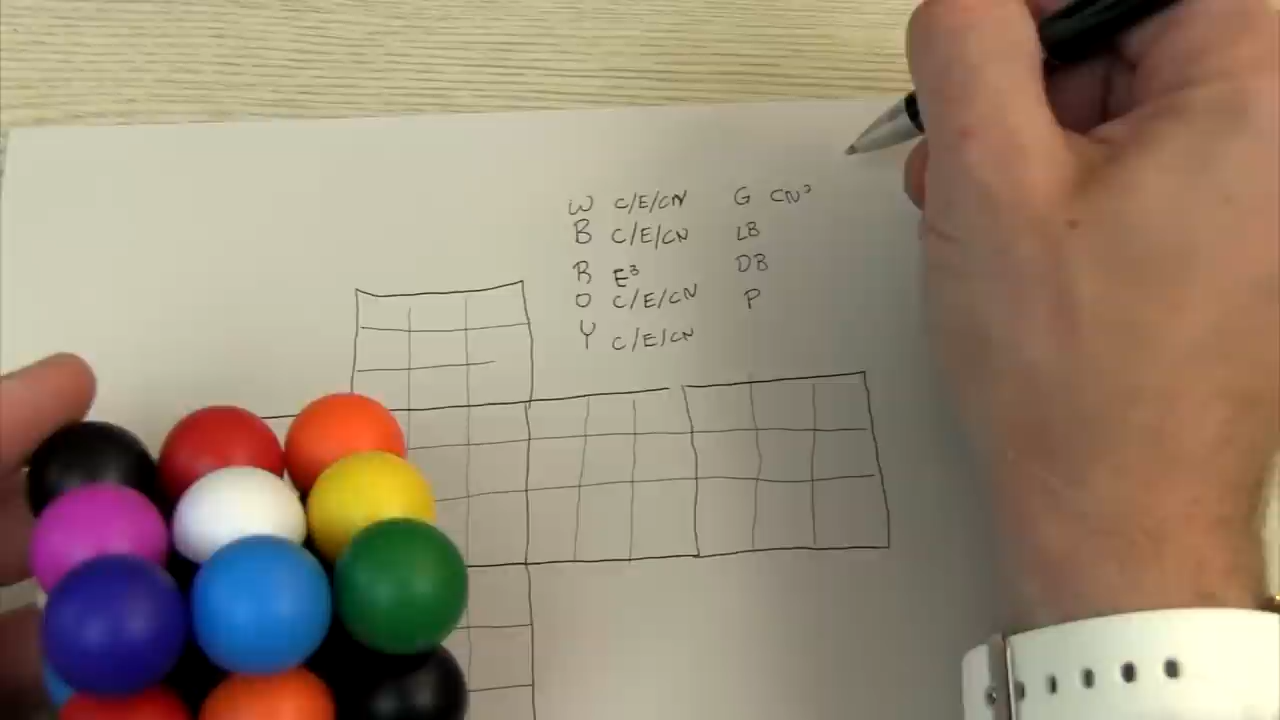 W C/E/CN G CN³
B C/E/CN LB
R E³ DB
O C/E/CN P
Y C/E/CN